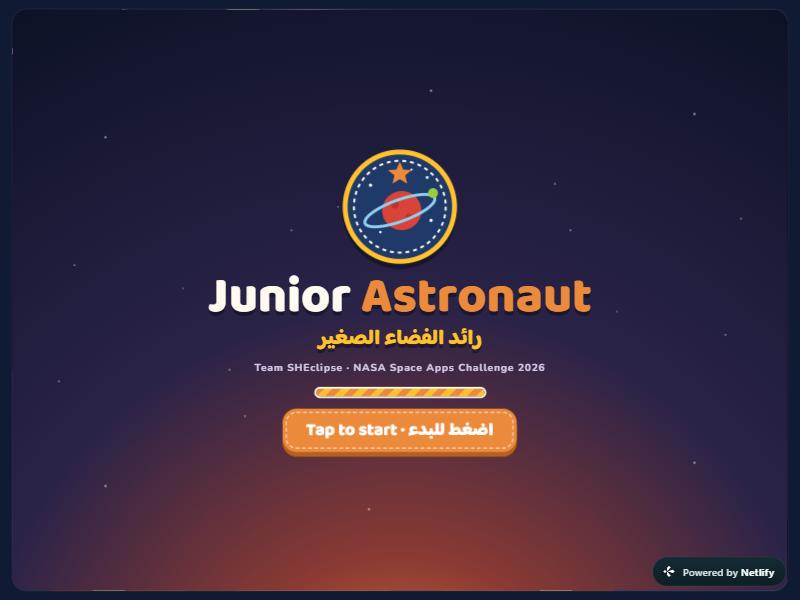 Junior Astronaut
رائد الفضاء الصغير
Team SHEclipse · NASA Space Apps Challenge 2026
Tap to start · اضغط للبدء
Powered by Netlify